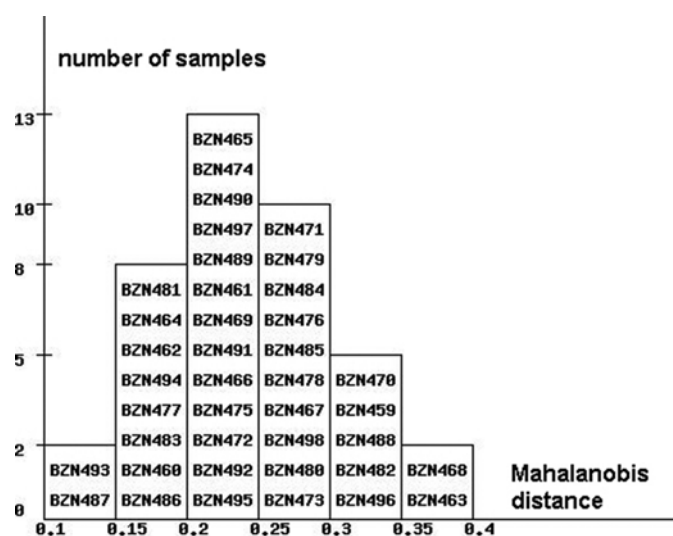 number of samples
13
BZN465
BZN474
10
BZN490
BZN497 BZN471
BZN489 BZN479
8
BZN481 BZN461 BZN484
BZN464 BZN469 BZN476
5
BZN462 BZN491 BZN485
BZN494 BZN466 BZN478 BZN470
BZN477 BZN475 BZN467 BZN459
2
BZN483 BZN472 BZN498 BZN488
BZN493 BZN460 BZN492 BZN480 BZN482 BZN468
BZN487 BZN486 BZN495 BZN473 BZN496 BZN463
Mahalanobis
distance
0
0.1 0.15 0.2 0.25 0.3 0.35 0.4